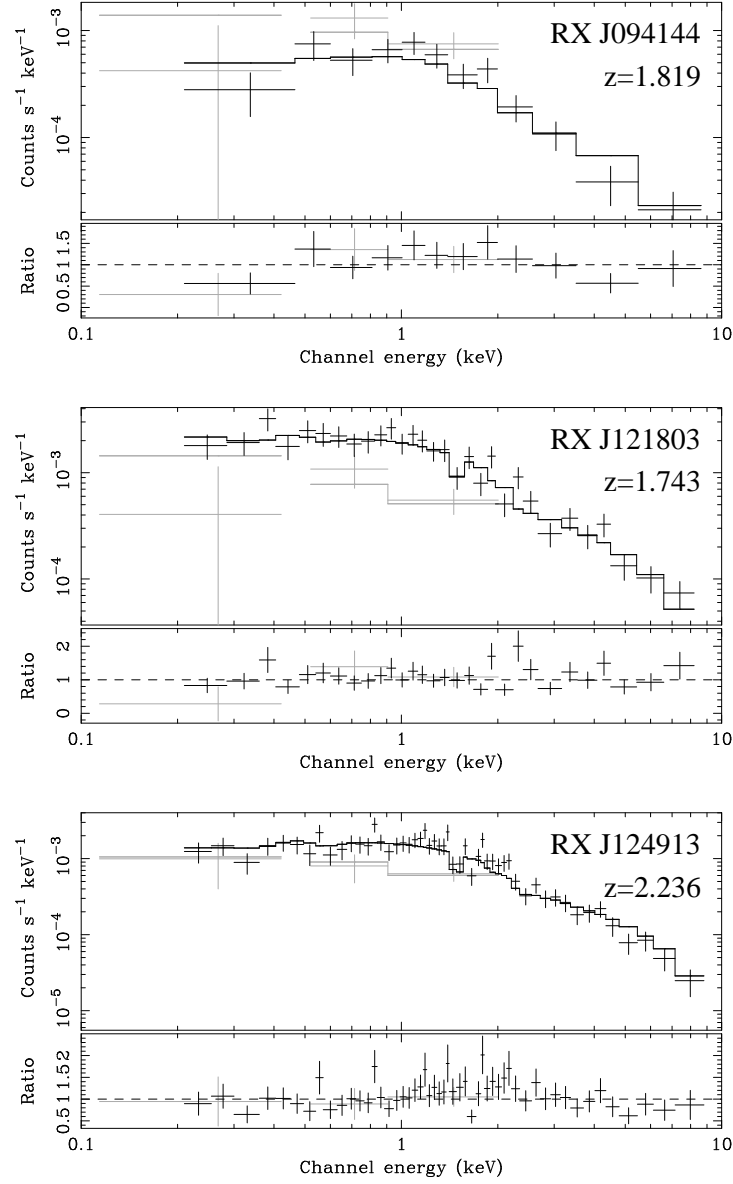 RX J094144
z=1.819
Counts s⁻¹ keV⁻¹
10⁻³
10⁻⁴
Ratio
0 0.5 1 1.5
0.1 1 10
Channel energy (keV)
RX J121803
z=1.743
Counts s⁻¹ keV⁻¹
10⁻³
10⁻⁴
Ratio
2
1
0
0.1 1 10
Channel energy (keV)
RX J124913
z=2.236
Counts s⁻¹ keV⁻¹
10⁻³
10⁻⁴
10⁻⁵
Ratio
0.5 1 1.5 2
0.1 1 10
Channel energy (keV)